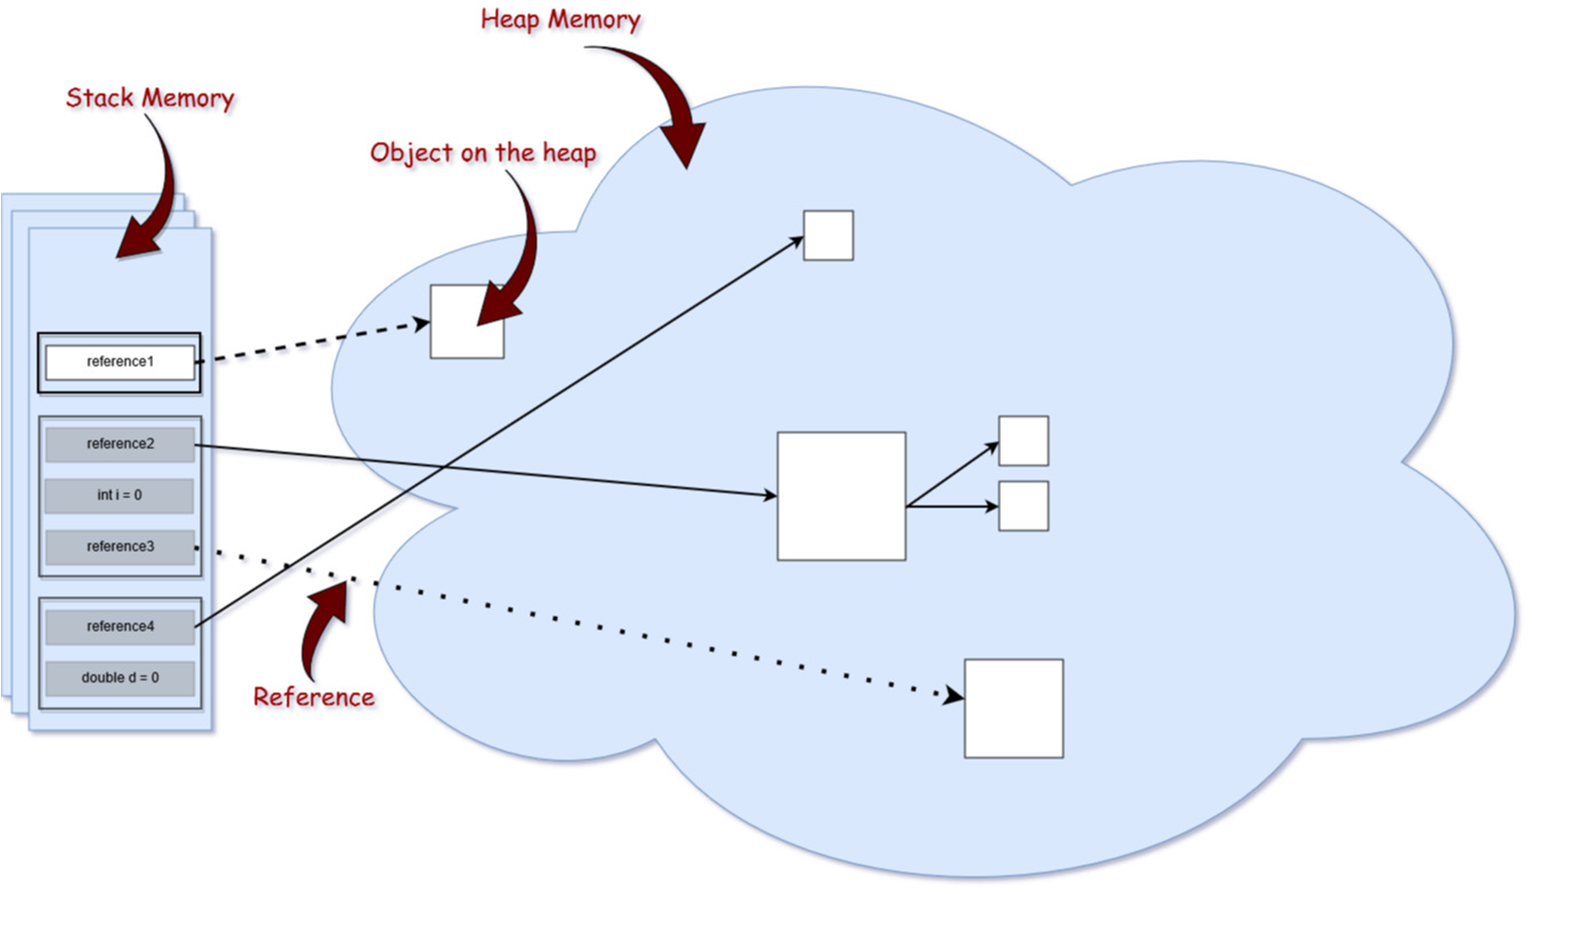 Heap Memory
Stack Memory
Object on the heap
reference1
reference2
int i = 0
reference3
reference4
double d = 0
Reference